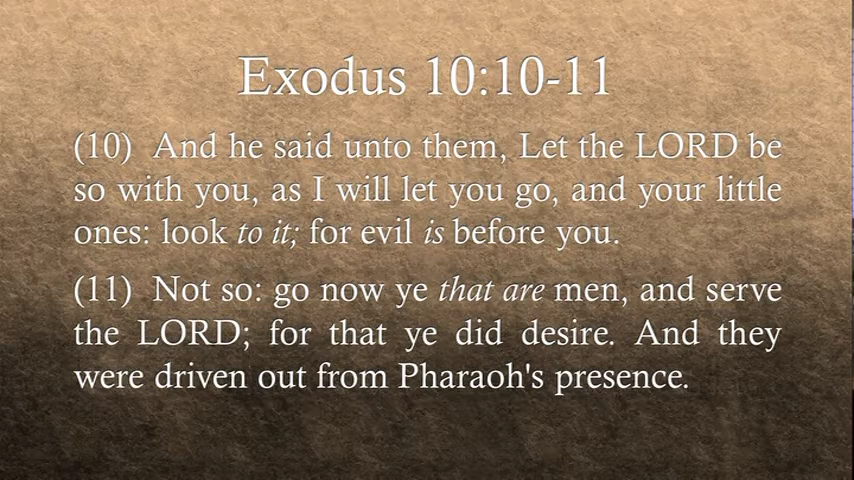 Exodus 10:10-11
(10) And he said unto them, Let the LORD be
so with you, as I will let you go, and your little
ones: look to it; for evil is before you.
(11) Not so: go now ye that are men, and serve
the LORD; for that ye did desire. And they
were driven out from Pharaoh's presence.